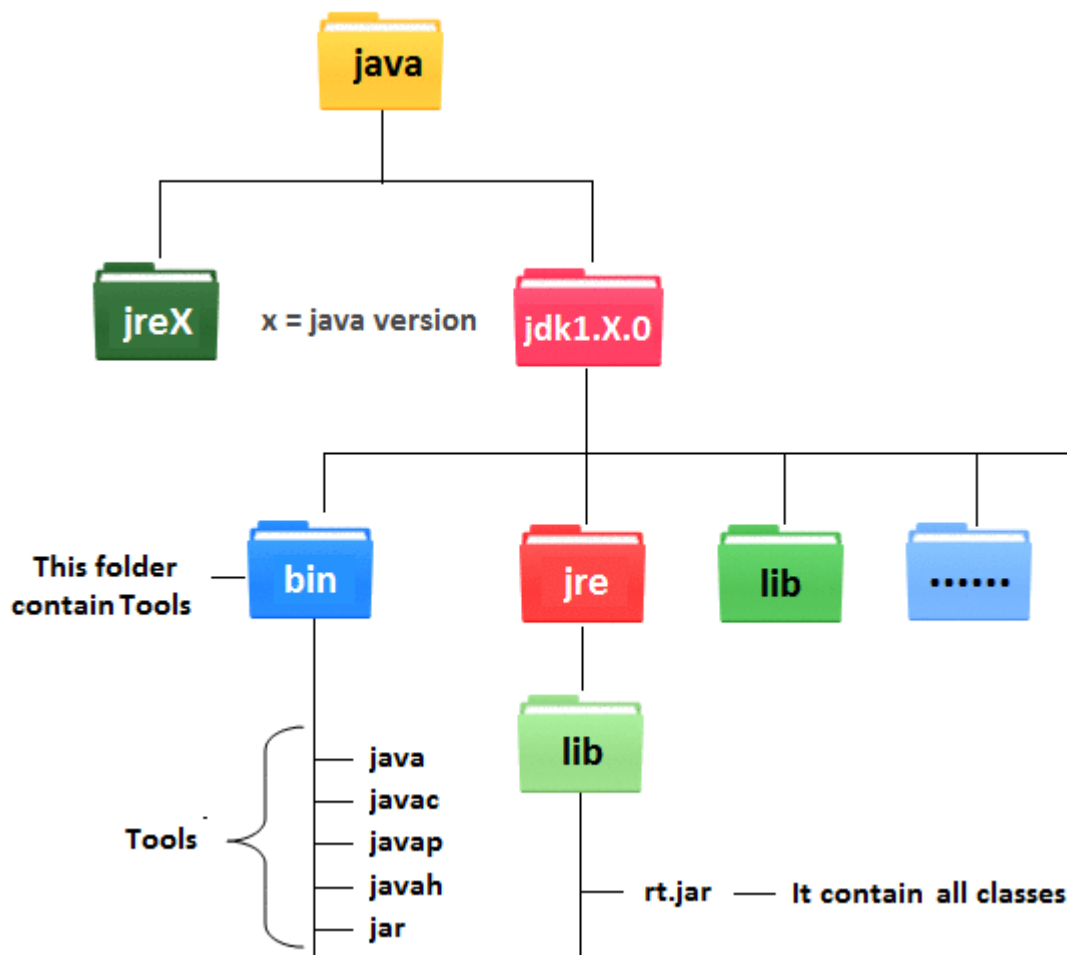 java
jreX
x = java version
jdk1.X.0
This folder
contain Tools
bin
jre
lib
......
lib
Tools
java
javac
javap
javah
jar
rt.jar
It contain all classes